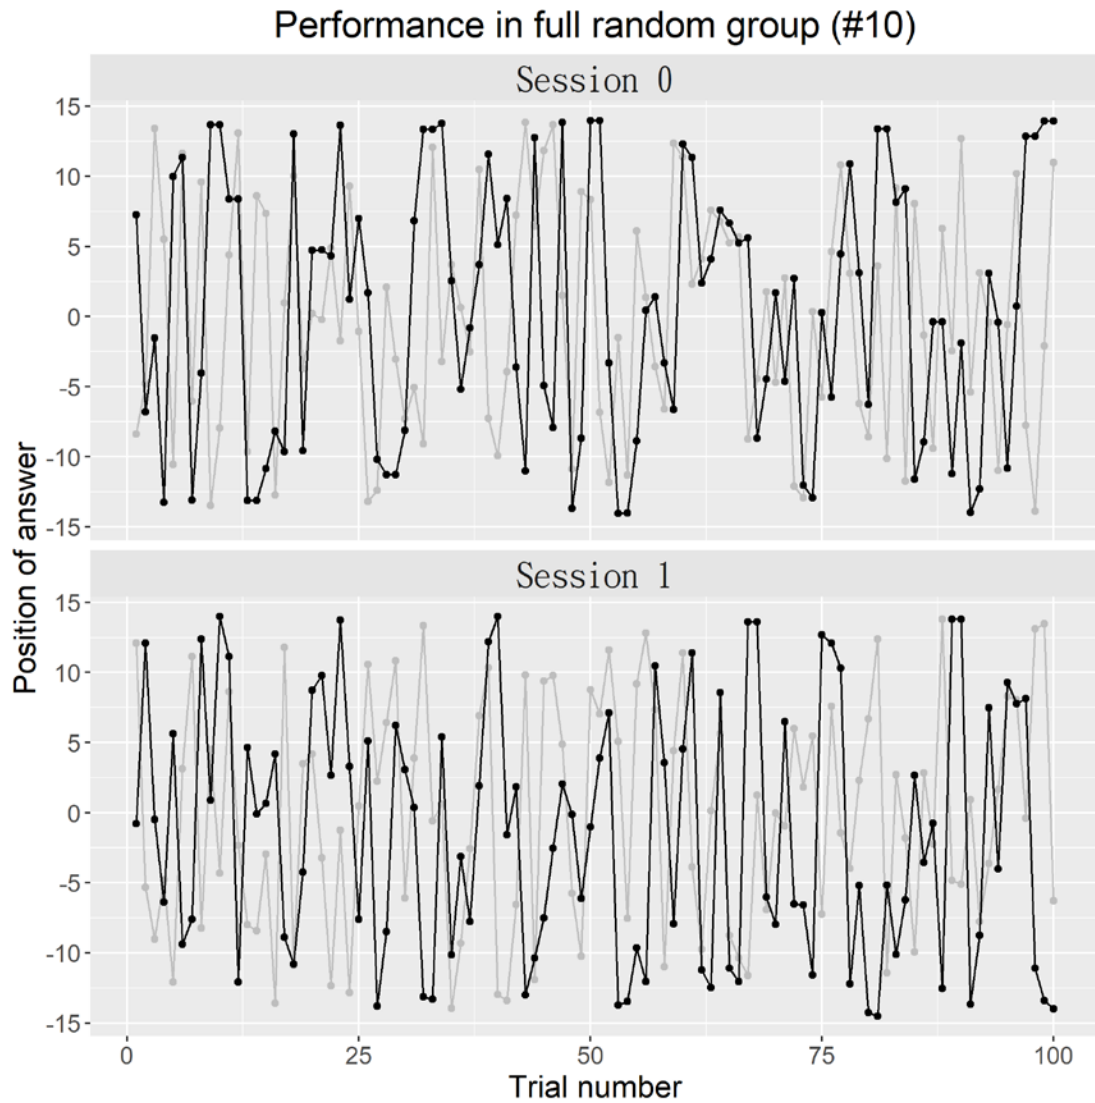 Performance in full random group (#10)
Session 0
15
10
5
0
-5
-10
-15
Position of answer
Session 1
15
10
5
0
-5
-10
-15
0 25 50 75 100
Trial number